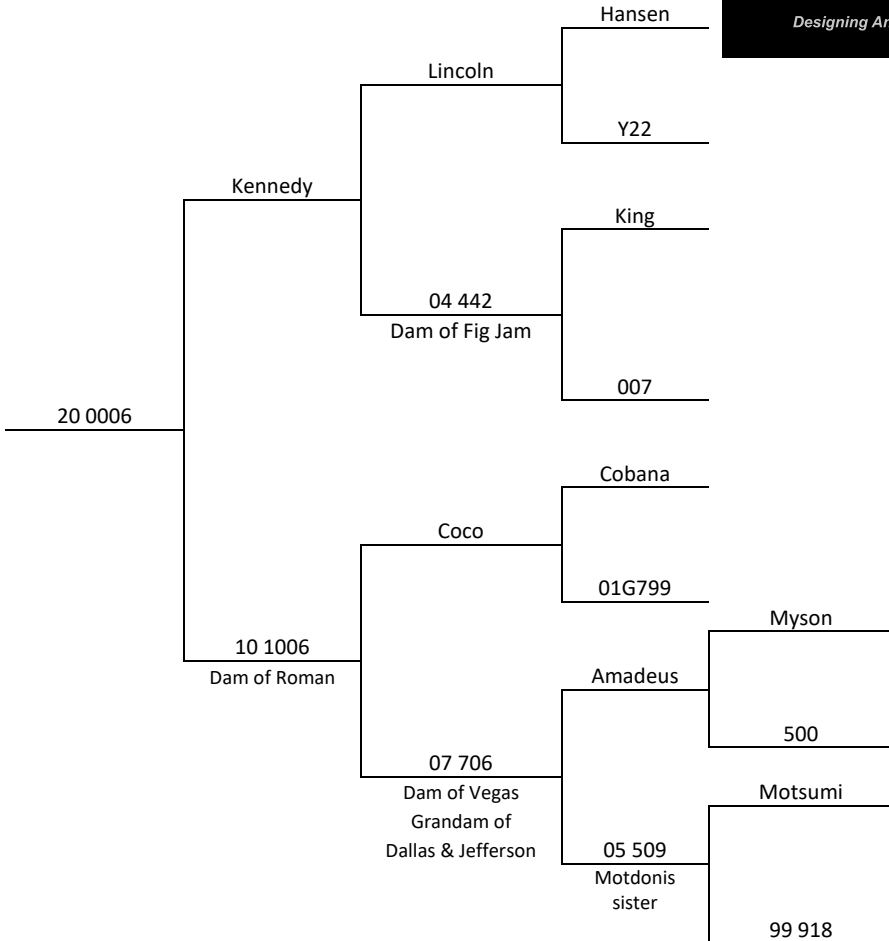 Hansen
Designing
Lincoln
Y22
Kennedy
King
04 442
Dam of Fig Jam
007
20 0006
Cobana
Coco
01G799
Myson
10 1006
Dam of Roman
Amadeus
500
07 706
Dam of Vegas
Grandam of
Dallas & Jefferson
Motsumi
05 509
Motdonis
sister
99 918